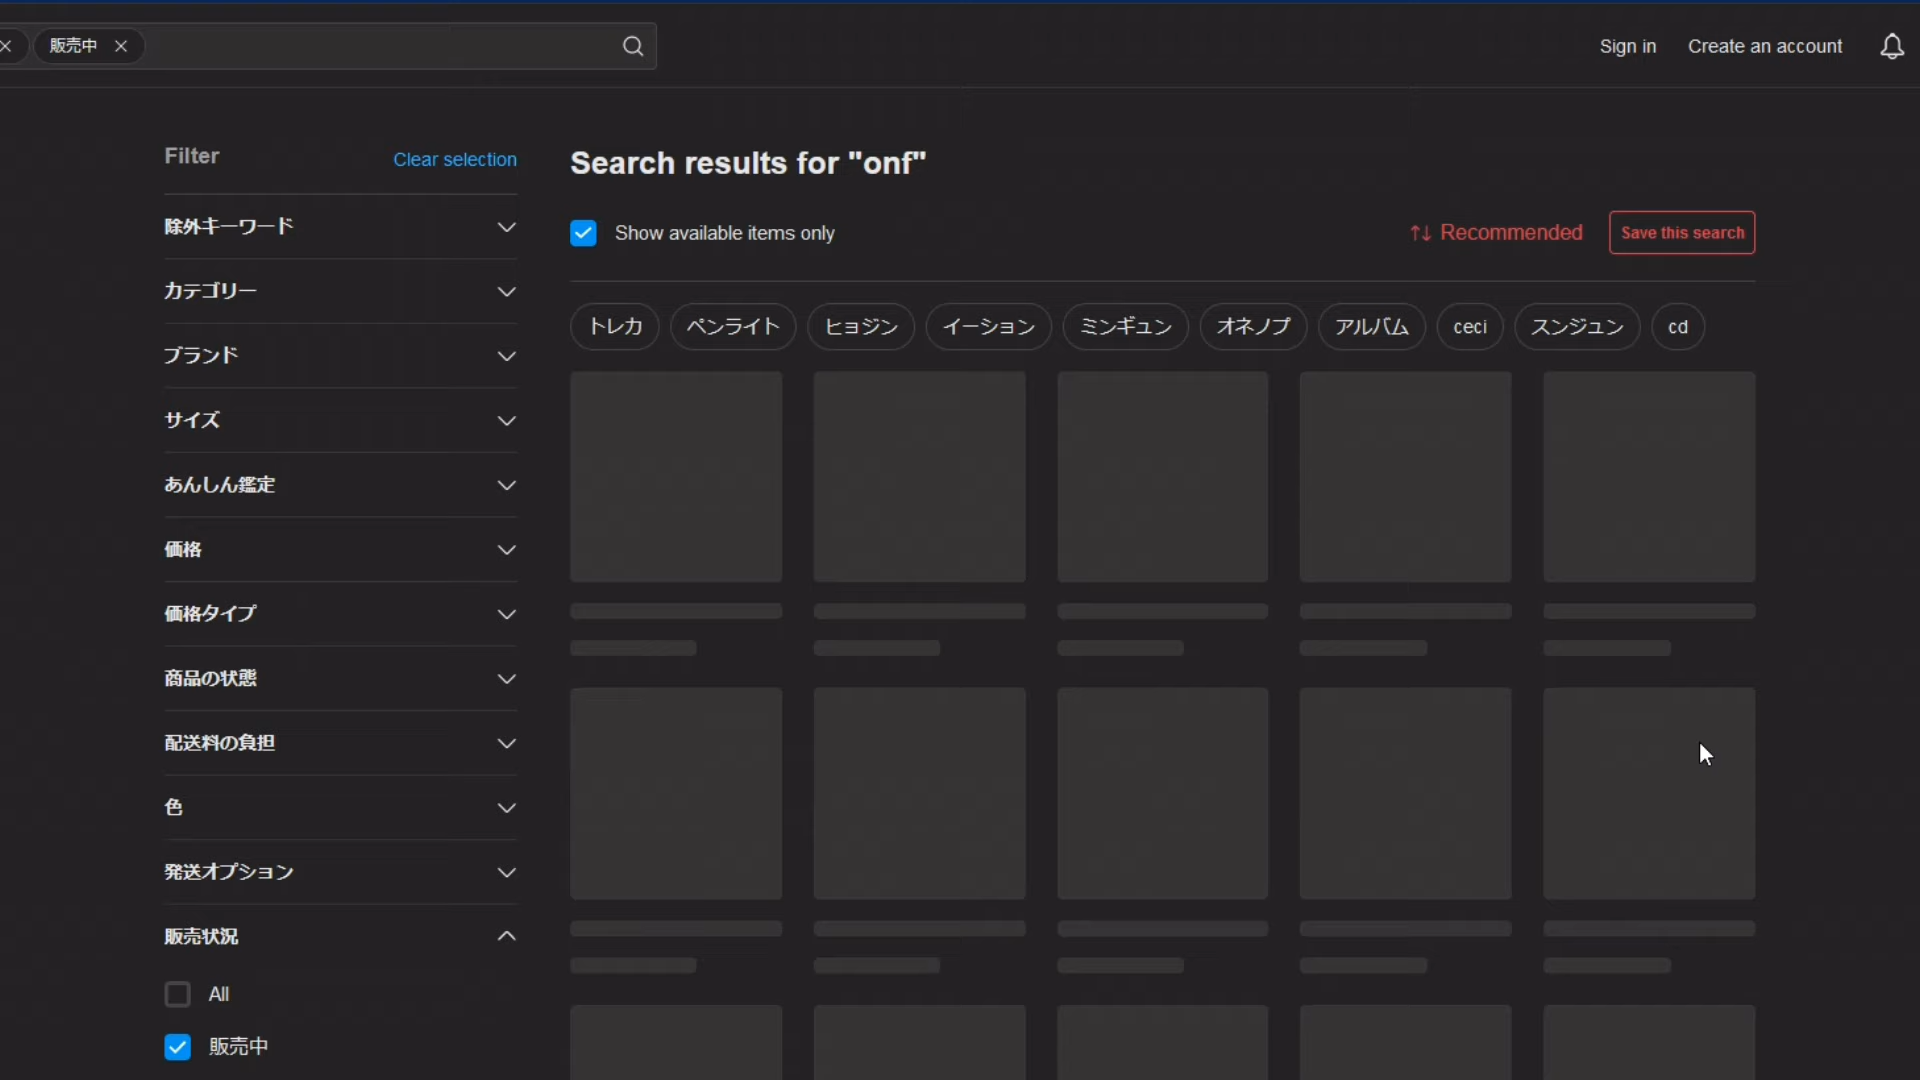 販売中
Sign in
Create an account
Filter
Clear selection
除外キーワード
カテゴリー
ブランド
サイズ
あんしん鑑定
価格
価格タイプ
商品の状態
配送料の負担
色
発送オプション
販売状況
All
販売中
Search results for "onf"
Show available items only
Recommended
Save this search
トレカ ペンライト ヒョジン イーション ミンギュン オネノプ アルバム ceci スンジュン cd